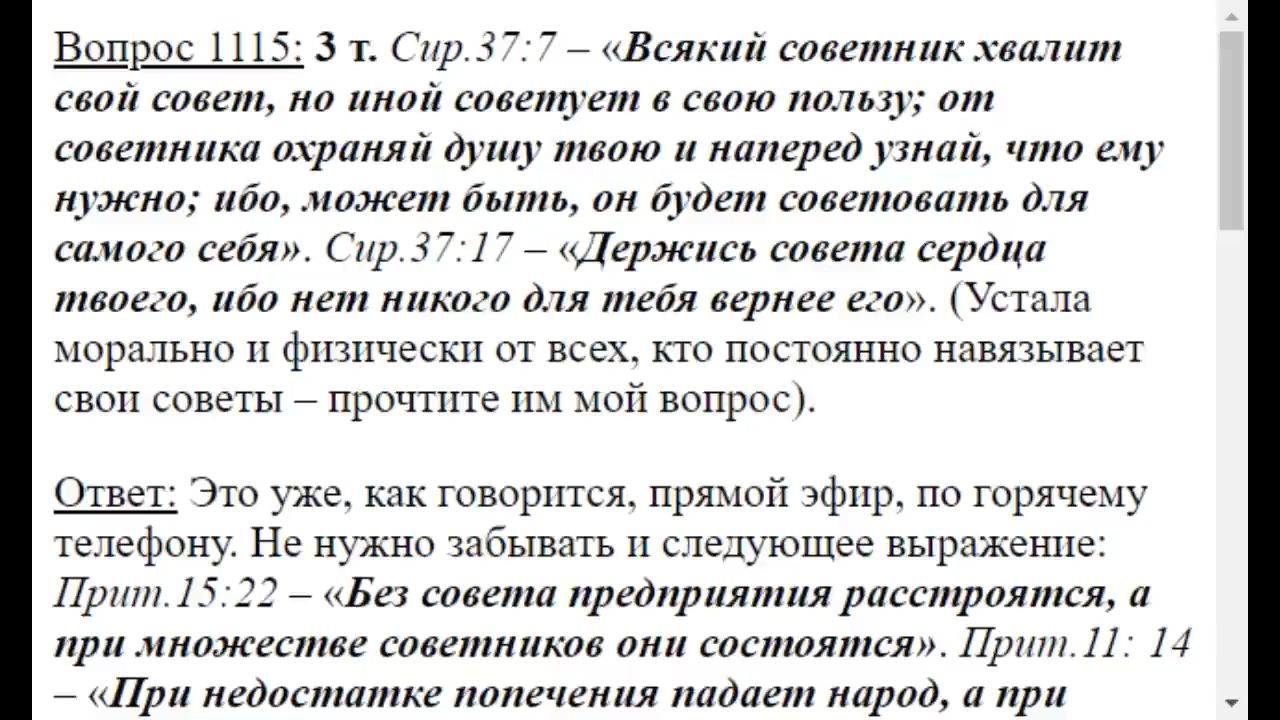 Вопрос 1115: 3 т. Сир.37:7 – «Всякий советник хвалит
свой совет, но иной советует в свою пользу; от
советника охраняй душу твою и наперед узнай, что ему
нужно; ибо, может быть, он будет советовать для
самого себя». Сир.37:17 – «Держись совета сердца
твоего, ибо нет никого для тебя вернее его». (Устала
морально и физически от всех, кто постоянно навязывает
свои советы – прочтите им мой вопрос).
Ответ: Это уже, как говорится, прямой эфир, по горячему
телефону. Не нужно забывать и следующее выражение:
Прит.15:22 – «Без совета предприятия расстроятся, а
при множестве советников они состоятся». Прит.11: 14
– «При недостатке попечения падает народ, а при